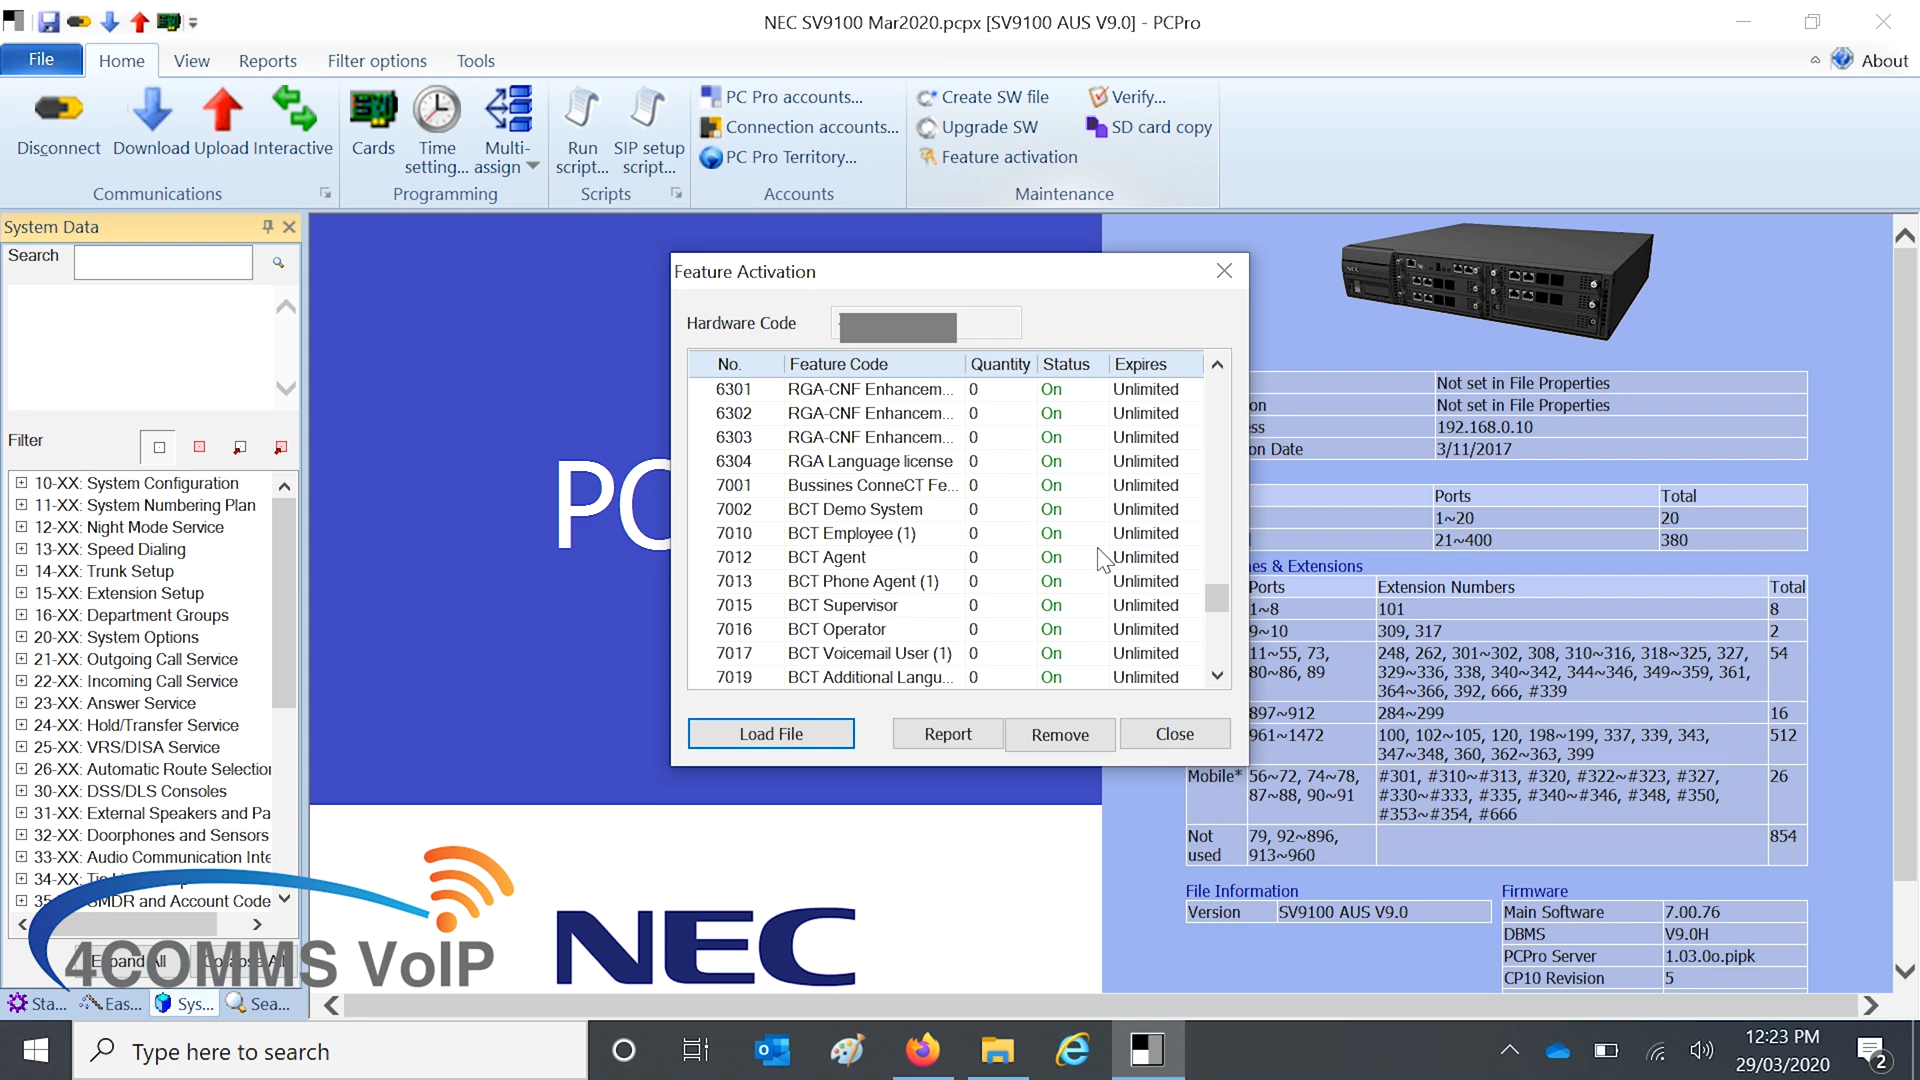 NEC SV9100 Mar2020.pcpx [SV9100 AUS V9.0] - PCPro
File Home View Reports Filter options Tools About
Disconnect Download Upload Interactive
Communications
Cards Time setting... Multi-assign
Programming
Run script... SIP setup script...
Scripts
PC Pro accounts...
Connection accounts...
PC Pro Territory...
Accounts
Create SW file Verify...
Upgrade SW SD card copy
Feature activation
Maintenance
System Data
Search
Filter
10-XX: System Configuration
11-XX: System Numbering Plan
12-XX: Night Mode Service
13-XX: Speed Dialing
14-XX: Trunk Setup
15-XX: Extension Setup
16-XX: Department Groups
20-XX: System Options
21-XX: Outgoing Call Service
22-XX: Incoming Call Service
23-XX: Answer Service
24-XX: Hold/Transfer Service
25-XX: VRS/DISA Service
26-XX: Automatic Route Selection
30-XX: DSS/DLS Consoles
31-XX: External Speakers and Pa
32-XX: Doorphones and Sensors
33-XX: Audio Communication Inte
34-XX:
SMDR and Account Code
4COMMS VoIP
Sta... Eas... Sys... Sea...
PC
NEC
Feature Activation
Hardware Code
No. Feature Code Quantity Status Expires
6301 RGA-CNF Enhancem... 0 On Unlimited
6302 RGA-CNF Enhancem... 0 On Unlimited
6303 RGA-CNF Enhancem... 0 On Unlimited
6304 RGA Language license 0 On Unlimited
7001 Bussines ConneCT Fe... 0 On Unlimited
7002 BCT Demo System 0 On Unlimited
7010 BCT Employee (1) 0 On Unlimited
7012 BCT Agent 0 On Unlimited
7013 BCT Phone Agent (1) 0 On Unlimited
7015 BCT Supervisor 0 On Unlimited
7016 BCT Operator 0 On Unlimited
7017 BCT Voicemail User (1) 0 On Unlimited
7019 BCT Additional Langu... 0 On Unlimited
Load File Report Remove Close
Not set in File Properties
on Not set in File Properties
ss 192.168.0.10
on Date 3/11/2017
Ports Total
1~20 20
21~400 380
es & Extensions
Ports Extension Numbers Total
1~8 101 8
9~10 309, 317 2
11~55, 73, 80~86, 89 248, 262, 301~302, 308, 310~316, 318~325, 327, 54
329~336, 338, 340~342, 344~346, 349~359, 361,
364~366, 392, 666, #339
897~912 284~299 16
961~1472 100, 102~105, 120, 198~199, 337, 339, 343, 512
347~348, 360, 362~363, 399
Mobile* 56~72, 74~78, #301, #310~#313, #320, #322~#323, #327, 26
87~88, 90~91 #330~#333, #335, #340~#346, #348, #350,
#353~#354, #666
Not used 79, 92~896, 854
913~960
File Information
Version SV9100 AUS V9.0
Firmware
Main Software 7.00.76
DBMS V9.0H
PCPro Server 1.03.0o.pipk
CP10 Revision 5
Type here to search
12:23 PM
29/03/2020
2